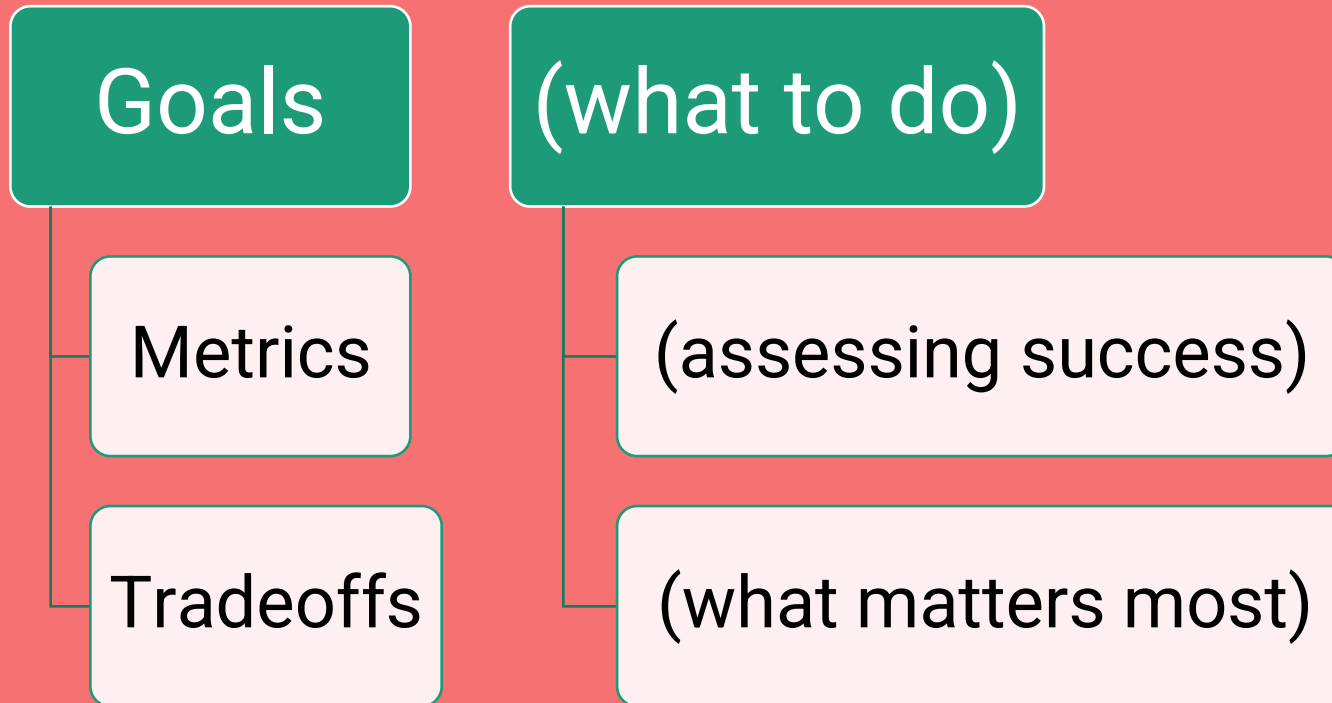 Goals (what to do)
Metrics (assessing success)
Tradeoffs (what matters most)